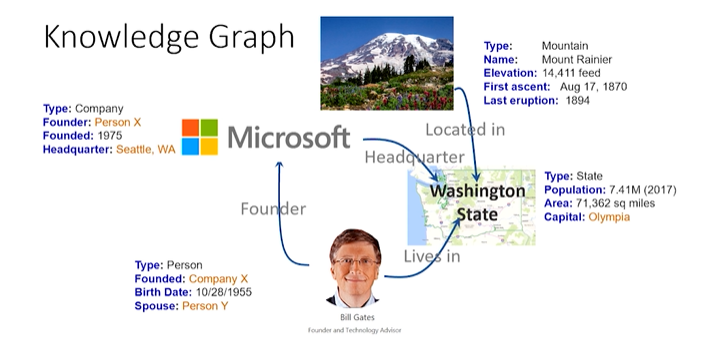 Knowledge Graph
Type: Mountain
Name: Mount Rainier
Elevation: 14,411 feed
First ascent: Aug 17, 1870
Last eruption: 1894
Type: Company
Founder: Person X
Founded: 1975
Headquarter: Seattle, WA
Microsoft
Located in
Headquarter
Washington
State
Type: State
Population: 7.41M (2017)
Area: 71,362 sq miles
Capital: Olympia
Founder
Lives in
Type: Person
Founded: Company X
Birth Date: 10/28/1955
Spouse: Person Y
Bill Gates
Founder and Technology Advisor